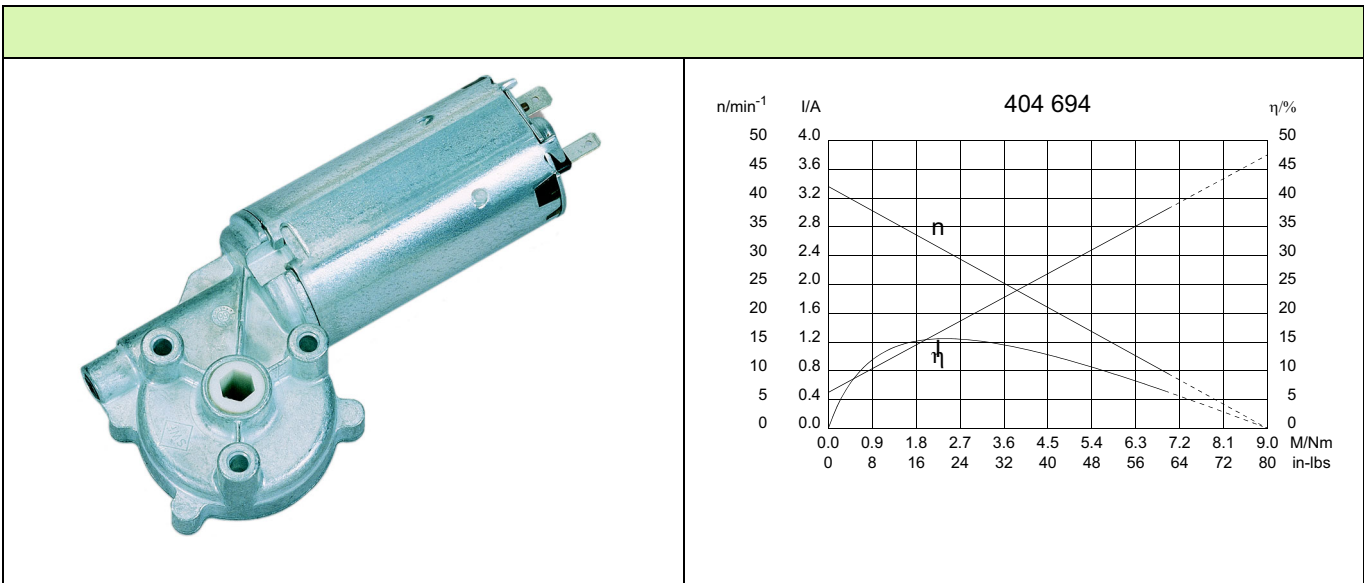 404 694
n/min-1 I/A η/%
50 4.0 50
45 3.6 45
40 3.2 40
35 2.8 35
30 2.4 30
25 2.0 25
20 1.6 20
15 1.2 15
10 0.8 10
5 0.4 5
0 0.0 0
n
I
η
0.0 0.9 1.8 2.7 3.6 4.5 5.4 6.3 7.2 8.1 9.0 M/Nm
0 8 16 24 32 40 48 56 64 72 80 in-lbs